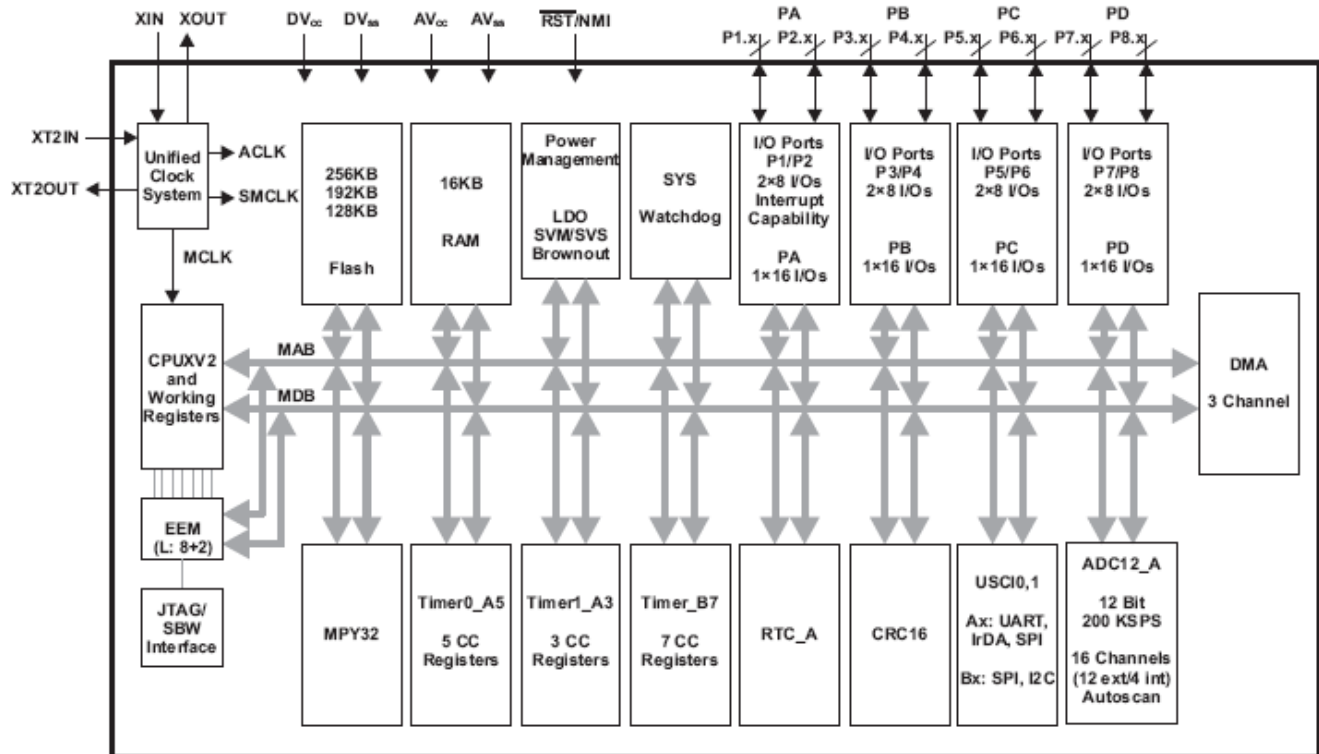 XIN XOUT DVcc DVss AVcc AVss RST/NMI PA PB PC PD
P1.x P2.x P3.x P4.x P5.x P6.x P7.x P8.x
XT2IN
XT2OUT
Unified
Clock
System
ACLK
SMCLK
MCLK
256KB
192KB
128KB
Flash
16KB
RAM
Power
Management
LDO
SVM/SVS
Brownout
SYS
Watchdog
I/O Ports
P1/P2
2×8 I/Os
Interrupt
Capability
PA
1×16 I/Os
I/O Ports
P3/P4
2×8 I/Os
PB
1×16 I/Os
I/O Ports
P5/P6
2×8 I/Os
PC
1×16 I/Os
I/O Ports
P7/P8
2×8 I/Os
PD
1×16 I/Os
CPUXV2
and
Working
Registers
MAB
MDB
DMA
3 Channel
EEM
(L: 8+2)
JTAG/
SBW
Interface
MPY32
Timer0_A5
5 CC
Registers
Timer1_A3
3 CC
Registers
Timer_B7
7 CC
Registers
RTC_A
CRC16
USCI0,1
Ax: UART,
IrDA, SPI
Bx: SPI, I2C
ADC12_A
12 Bit
200 KSPS
16 Channels
(12 ext/4 int)
Autoscan